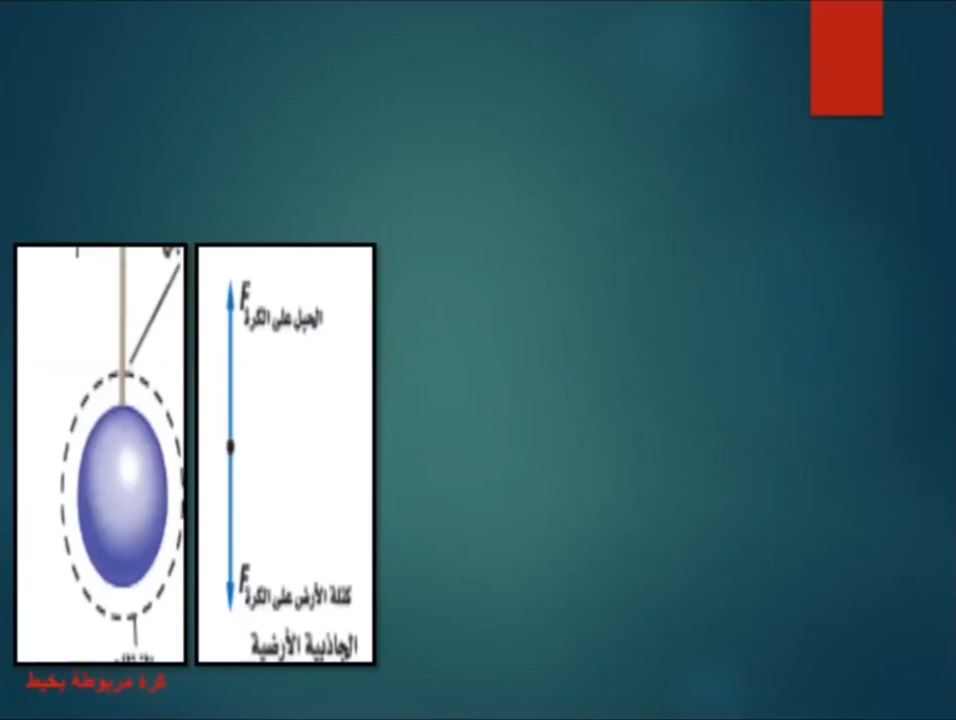 F الحبل على الكرة
F كتلة الأرض على الكرة
الجاذبية الأرضية
كرة مربوطة بخيط